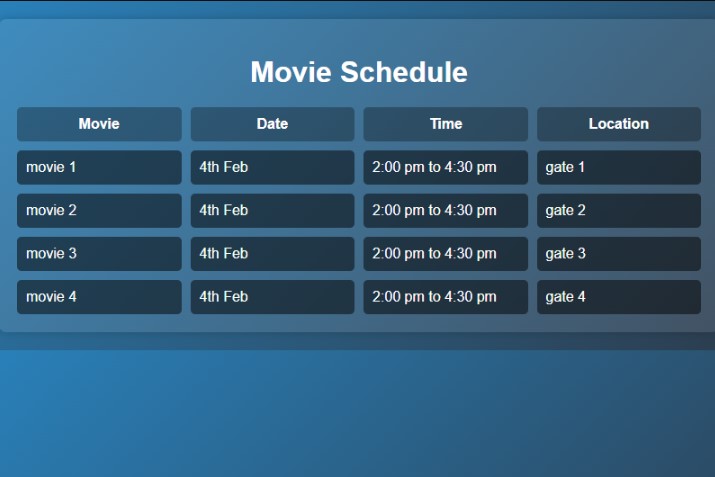 Movie Schedule
Movie Date Time Location
movie 1 4th Feb 2:00 pm to 4:30 pm gate 1
movie 2 4th Feb 2:00 pm to 4:30 pm gate 2
movie 3 4th Feb 2:00 pm to 4:30 pm gate 3
movie 4 4th Feb 2:00 pm to 4:30 pm gate 4